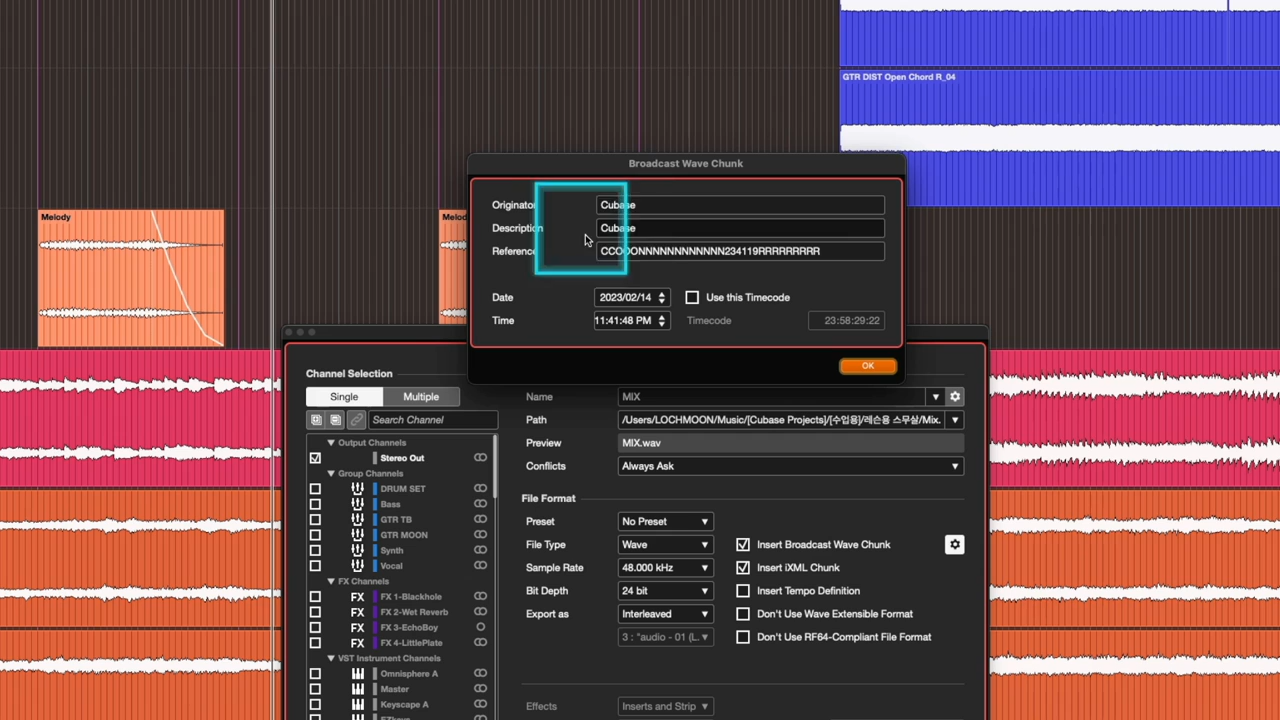 GTR DIST Open Chord R_04
Broadcast Wave Chunk
Originator Cubase
Description Cubase
Reference CCOOONNNNNNNNNNNN234119RRRRRRRRR
Melody
Melod
Date 2023/02/14 Use this Timecode
Time 11:41:48 PM Timecode 23:58:29:22
OK
Channel Selection
Single Multiple
Search Channel
Output Channels
Stereo Out
Group Channels
DRUM SET
Bass
GTR TB
GTR MOON
Synth
Vocal
FX Channels
FX FX 1-Blackhole
FX FX 2-Wet Reverb
FX FX 3-EchoBoy
FX FX 4-LittlePlate
VST Instrument Channels
Omnisphere A
Master
Keyscape A
Name MIX
Path /Users/LOCHMOON/Music/[Cubase Projects]/[수업용]/레슨용 스무살/Mix.
Preview MIX.wav
Conflicts Always Ask
File Format
Preset No Preset
File Type Wave Insert Broadcast Wave Chunk
Sample Rate 48.000 kHz Insert iXML Chunk
Bit Depth 24 bit Insert Tempo Definition
Export as Interleaved Don't Use Wave Extensible Format
3 : "audio - 01 (L. Don't Use RF64-Compliant File Format
Effects Inserts and Strip